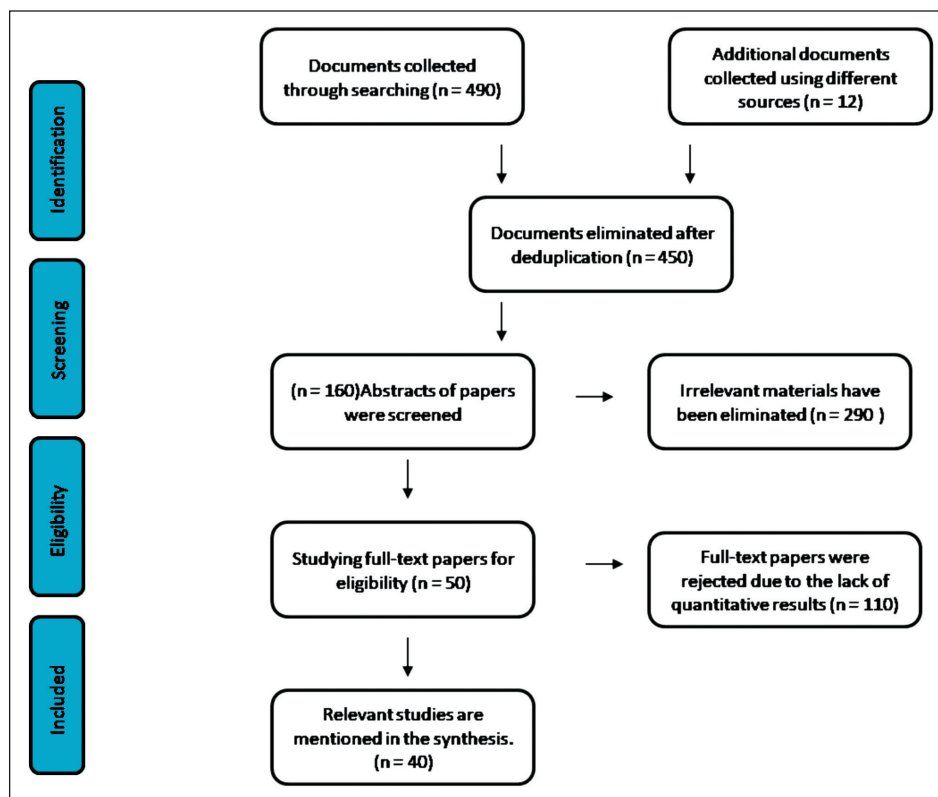 Identification
Documents collected
through searching (n = 490)
Additional documents
collected using different
sources (n = 12)
Documents eliminated after
deduplication (n = 450)
Screening
(n = 160)Abstracts of papers
were screened
Irrelevant materials have
been eliminated (n = 290 )
Eligibility
Studying full-text papers for
eligibility (n = 50)
Full-text papers were
rejected due to the lack of
quantitative results (n = 110)
Included
Relevant studies are
mentioned in the synthesis.
(n = 40)